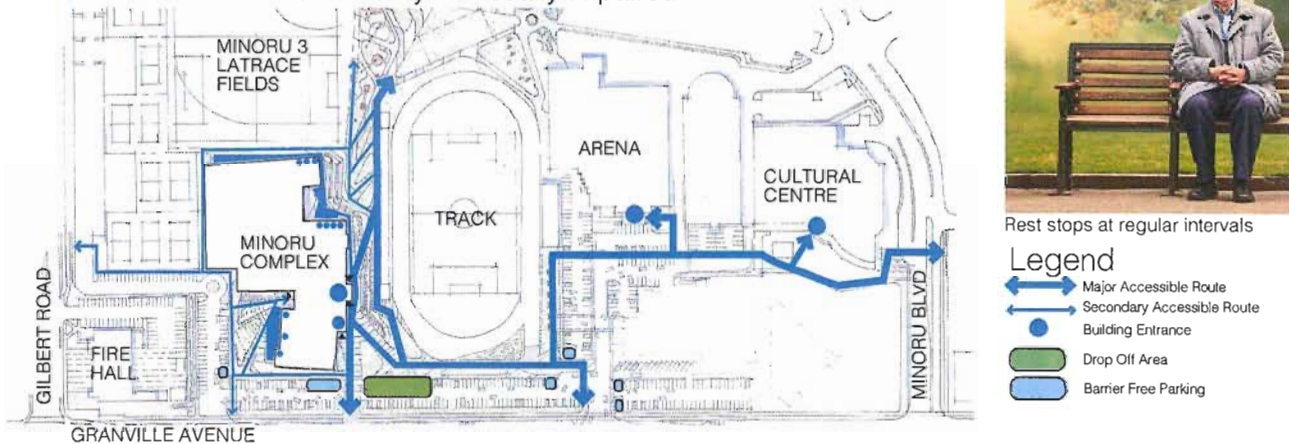 MINORU 3
LATRACE
FIELDS
ARENA
CULTURAL
CENTRE
TRACK
MINORU
COMPLEX
FIRE
HALL
GILBERT ROAD
MINORU BLVD
GRANVILLE AVENUE
Rest stops at regular intervals
Legend
Major Accessible Route
Secondary Accessible Route
Building Entrance
Drop Off Area
Barrier Free Parking